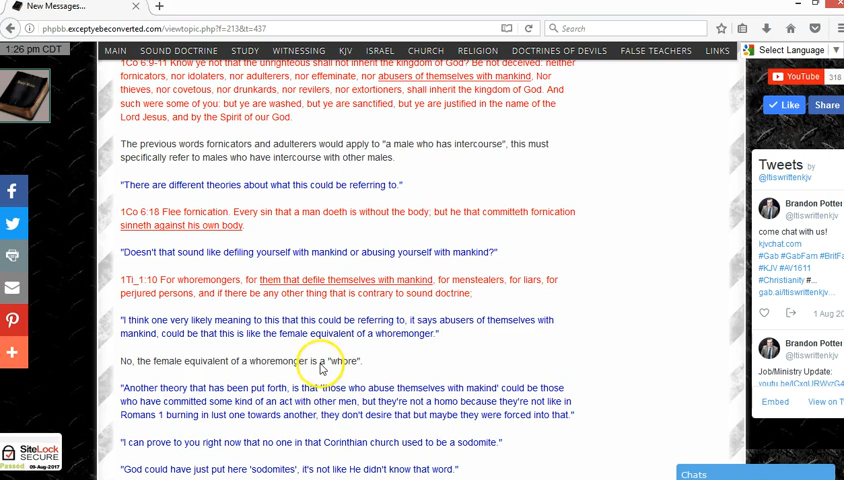 New Messages...
phpbb.exceptyebeconverted.com/viewtopic.php?f=213&t=437
Search
1:26 pm CDT
MAIN SOUND DOCTRINE STUDY WITNESSING KJV ISRAEL CHURCH RELIGION DOCTRINES OF DEVILS FALSE TEACHERS LINKS
Select Language
1Co 6:9-11 Know ye not that the unrighteous shall not inherit the kingdom of God? Be not deceived: neither
fornicators, nor idolaters, nor adulterers, nor effeminate, nor abusers of themselves with mankind, Nor
thieves, nor covetous, nor drunkards, nor revilers, nor extortioners, shall inherit the kingdom of God. And
such were some of you: but ye are washed, but ye are sanctified, but ye are justified in the name of the
Lord Jesus, and by the Spirit of our God.
The previous words fornicators and adulterers would apply to "a male who has intercourse", this must
specifically refer to males who have intercourse with other males.
"There are different theories about what this could be referring to."
1Co 6:18 Flee fornication. Every sin that a man doeth is without the body; but he that committeth fornication
sinneth against his own body.
"Doesn't that sound like defiling yourself with mankind or abusing yourself with mankind?"
1Ti_1:10 For whoremongers, for them that defile themselves with mankind, for menstealers, for liars, for
perjured persons, and if there be any other thing that is contrary to sound doctrine;
"I think one very likely meaning to this that this could be referring to, it says abusers of themselves with
mankind, could be that this is like the female equivalent of a whoremonger."
No, the female equivalent of a whoremonger is a "whore".
"Another theory that has been put forth, is that 'those who abuse themselves with makind' could be those
who have committed some kind of an act with other men, but they're not a homo because they're not like in
Romans 1 burning in lust one towards another, they don't desire that but maybe they were forced into that."
"I can prove to you right now that no one in that Corinthian church used to be a sodomite."
"God could have just put here 'sodomites', it's not like He didn't know that word."
YouTube 318
Like Share
Tweets by
@Itiswrittenkjv
Brandon Potter
@itiswrittenkjv
come chat with us!
kjvchat.com
#Gab #GabFam #BritFa
#KJV #AV1611
#Christianity #...
gab.ai/Itiswrittenkjv...
1 Aug 20
Brandon Potter
@itiswrittenkjv
Job/Ministry Update:
Embed View on T
SiteLock
SECURE
Passed 09-Aug-2017
Chats